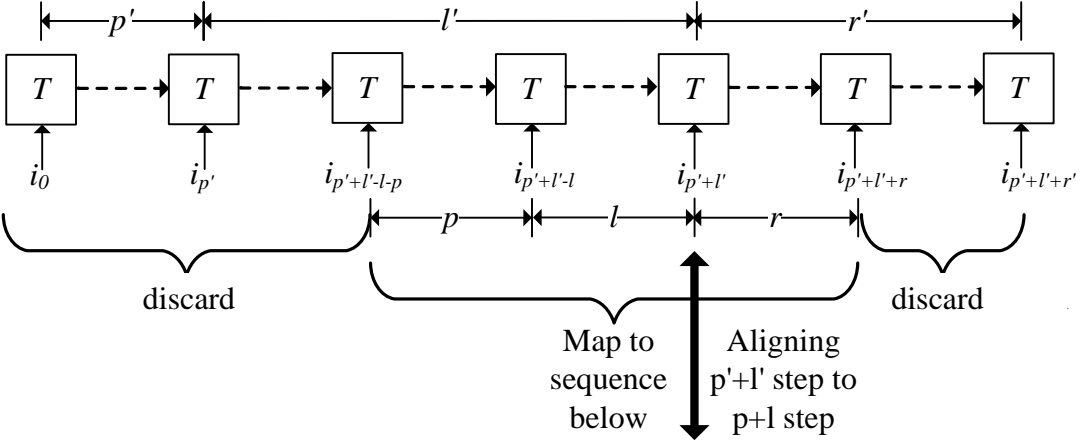 p' l' r'
T T T T T T T
i0 ip' ip'+l'-l-p ip'+l'-l ip'+l' ip'+l'+r ip'+l'+r'
p l r
discard
discard
Map to
sequence
below
Aligning
p'+l' step to
p+l step